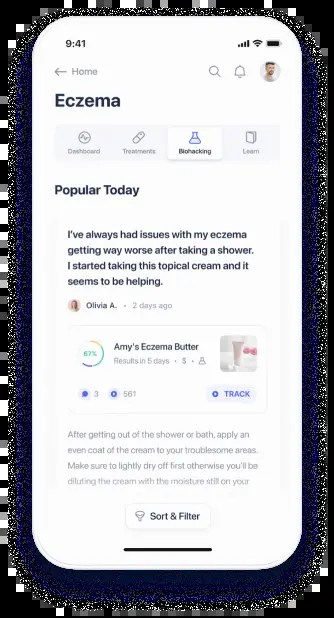 9:41
Home
Eczema
Dashboard Treatments Biohacking Learn
Popular Today
I've always had issues with my eczema
getting way worse after taking a shower.
I started taking this topical cream and it
seems to be helping.
Olivia A. • 2 days ago
67% Amy's Eczema Butter
Results in 5 days • $ •
3 561 TRACK
After getting out of the shower or bath, apply an
even coat of the cream to your troublesome areas.
Make sure to lightly dry off first otherwise you'll be
diluting the cream with the moisture still on your
Sort & Filter